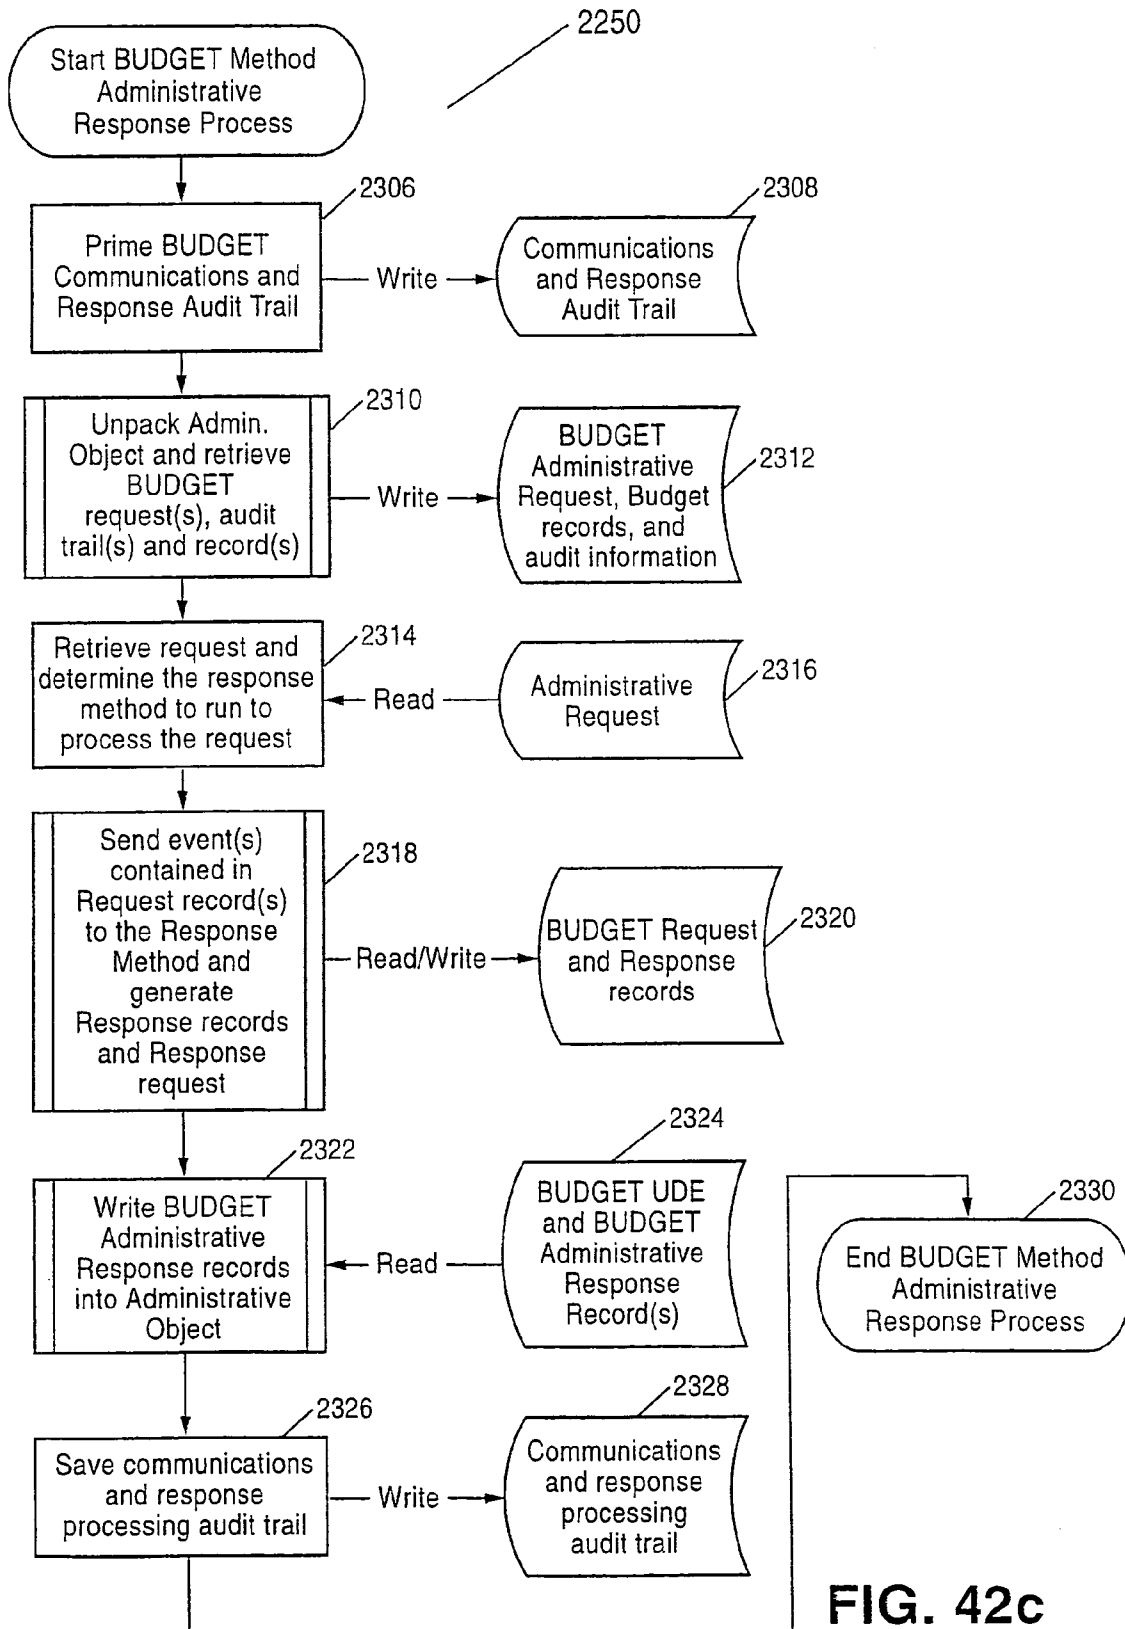 2250
Start BUDGET Method
Administrative
Response Process
2306
Prime BUDGET
Communications and
Response Audit Trail
Write
2308
Communications
and Response
Audit Trail
2310
Unpack Admin.
Object and retrieve
BUDGET
request(s), audit
trail(s) and record(s)
Write
2312
BUDGET
Administrative
Request, Budget
records, and
audit information
2314
Retrieve request and
determine the response
method to run to
process the request
Read
2316
Administrative
Request
2318
Send event(s)
contained in
Request record(s)
to the Response
Method and
generate
Response records
and Response
request
Read/Write
2320
BUDGET Request
and Response
records
2322
Write BUDGET
Administrative
Response records
into Administrative
Object
Read
2324
BUDGET UDE
and BUDGET
Administrative
Response
Record(s)
2326
Save communications
and response
processing audit trail
Write
2328
Communications
and response
processing
audit trail
2330
End BUDGET Method
Administrative
Response Process
FIG. 42c